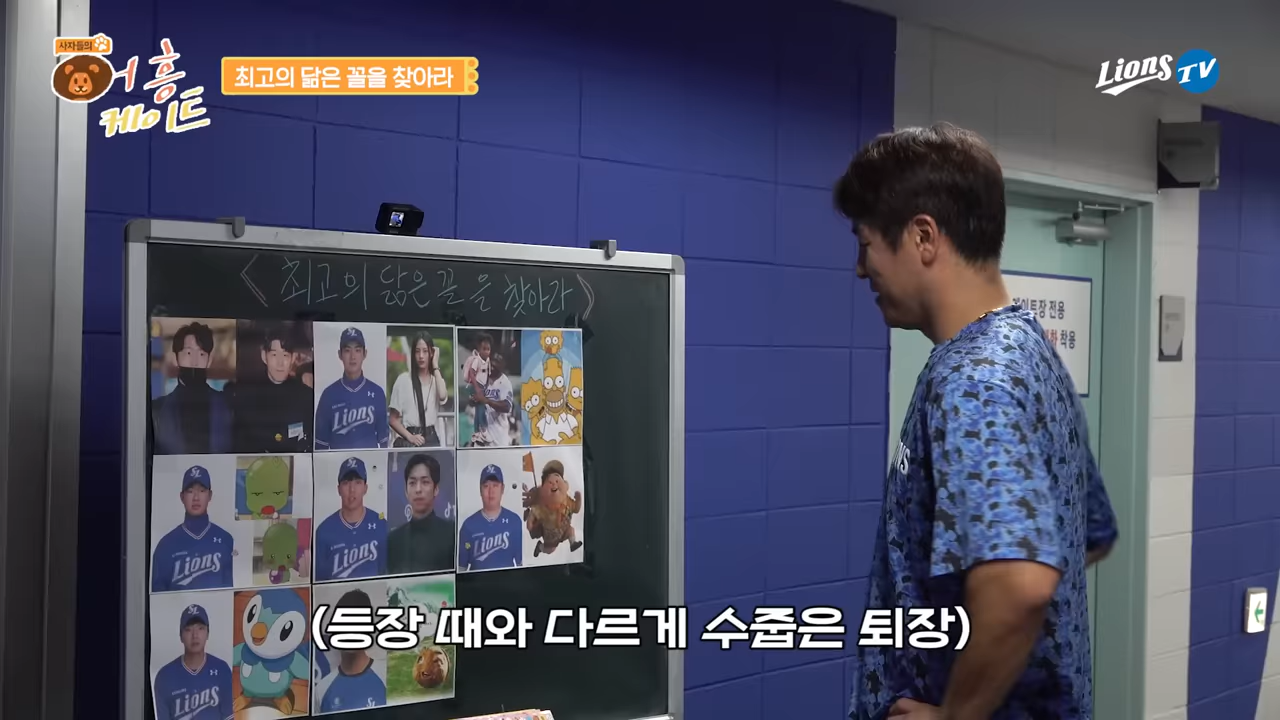 사자들의
어흥
케이트
최고의 닮은 꼴을 찾아라
Lions TV
<최고의 닮은꼴을 찾아라>
Lions
Lions
Lions
Lions
Lions
착용
(등장 때와 다르게 수줍은 퇴장)